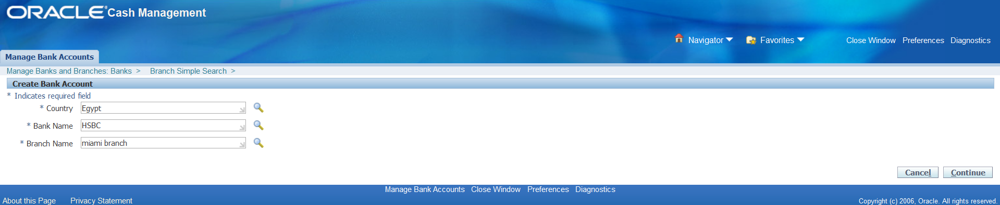 ORACLE® Cash Management
Navigator Favorites Close Window Preferences Diagnostics
Manage Bank Accounts
Manage Banks and Branches: Banks > Branch Simple Search >
Create Bank Account
* Indicates required field
* Country Egypt
* Bank Name HSBC
* Branch Name miami branch
Cancel Continue
Manage Bank Accounts Close Window Preferences Diagnostics
About this Page Privacy Statement Copyright (c) 2006, Oracle. All rights reserved.